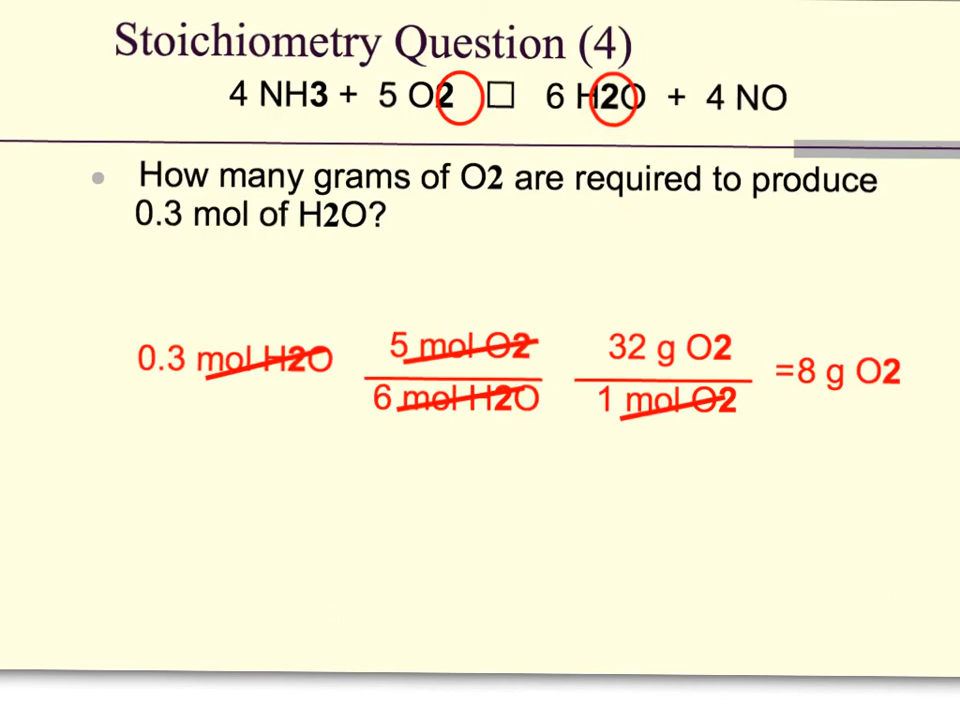 Stoichiometry Question (4)
4 NH3 + 5 O2 □ 6 H2O + 4 NO
How many grams of O2 are required to produce
0.3 mol of H2O?
0.3 mol H2O 5 mol O2 32 g O2 =8 g O2
6 mol H2O 1 mol O2